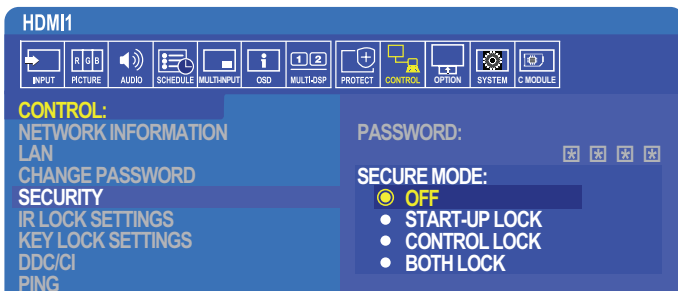 HDMI1
INPUT RGB PICTURE AUDIO SCHEDULE MULTI-INPUT OSD 12 MULTI-DSP PROTECT CONTROL OPTION SYSTEM C MODULE
CONTROL:
NETWORK INFORMATION PASSWORD:
LAN * * * *
CHANGE PASSWORD SECURE MODE:
SECURITY OFF
IR LOCK SETTINGS START-UP LOCK
KEY LOCK SETTINGS CONTROL LOCK
DDC/CI BOTH LOCK
PING